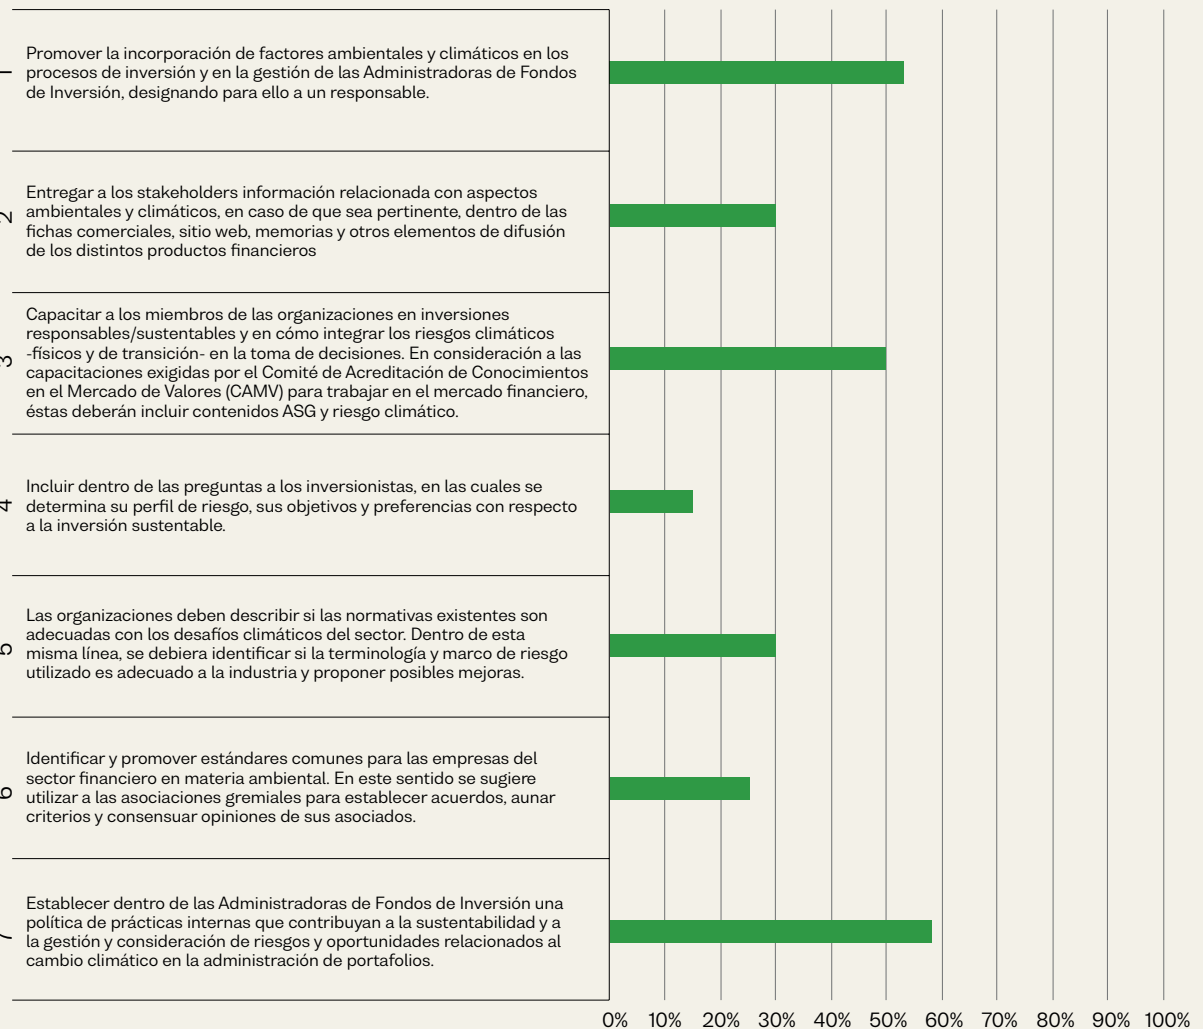 1
Promover la incorporación de factores ambientales y climáticos en los
procesos de inversión y en la gestión de las Administradoras de Fondos
de Inversión, designando para ello a un responsable.
2
Entregar a los stakeholders información relacionada con aspectos
ambientales y climáticos, en caso de que sea pertinente, dentro de las
fichas comerciales, sitio web, memorias y otros elementos de difusión
de los distintos productos financieros
3
Capacitar a los miembros de las organizaciones en inversiones
responsables/sustentables y en cómo integrar los riesgos climáticos
-físicos y de transición- en la toma de decisiones. En consideración a las
capacitaciones exigidas por el Comité de Acreditación de Conocimientos
en el Mercado de Valores (CAMV) para trabajar en el mercado financiero,
éstas deberán incluir contenidos ASG y riesgo climático.
4
Incluir dentro de las preguntas a los inversionistas, en las cuales se
determina su perfil de riesgo, sus objetivos y preferencias con respecto
a la inversión sustentable.
5
Las organizaciones deben describir si las normativas existentes son
adecuadas con los desafíos climáticos del sector. Dentro de esta
misma línea, se debiera identificar si la terminología y marco de riesgo
utilizado es adecuado a la industria y proponer posibles mejoras.
6
Identificar y promover estándares comunes para las empresas del
sector financiero en materia ambiental. En este sentido se sugiere
utilizar a las asociaciones gremiales para establecer acuerdos, aunar
criterios y consensuar opiniones de sus asociados.
7
Establecer dentro de las Administradoras de Fondos de Inversión una
política de prácticas internas que contribuyan a la sustentabilidad y a
la gestión y consideración de riesgos y oportunidades relacionados al
cambio climático en la administración de portafolios.
0% 10% 20% 30% 40% 50% 60% 70% 80% 90% 100%